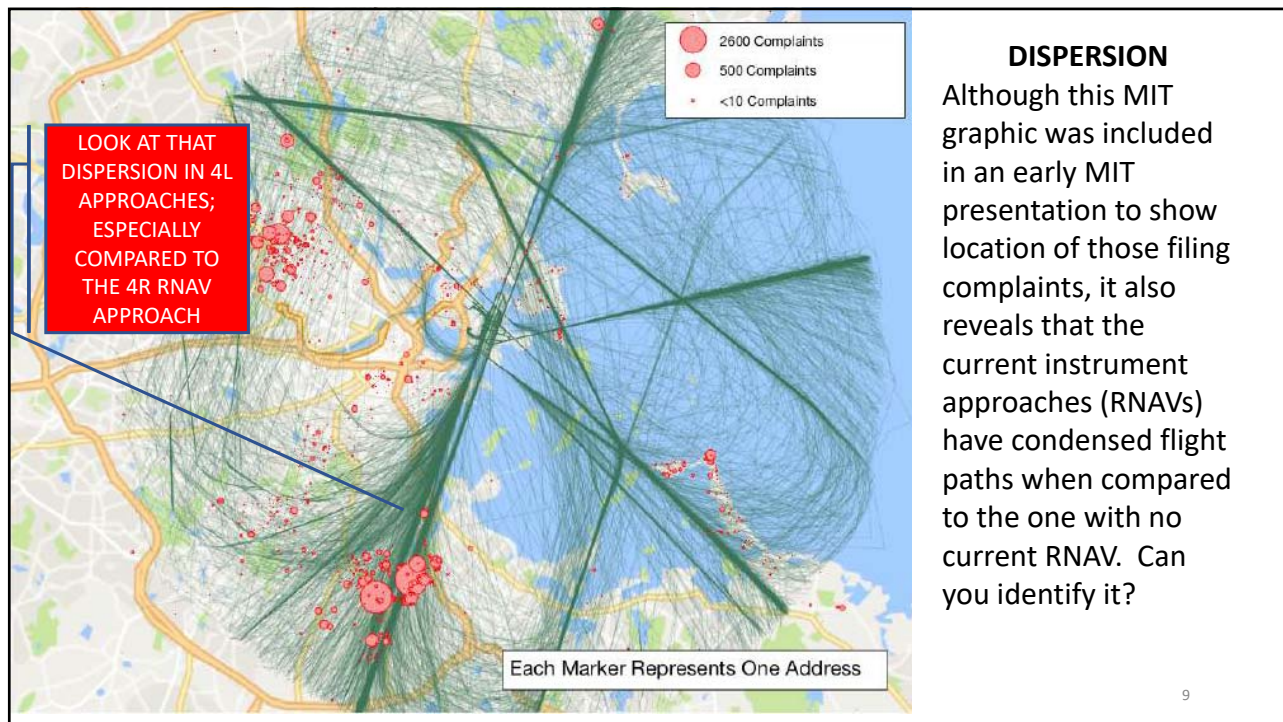 2600 Complaints
500 Complaints
<10 Complaints
LOOK AT THAT
DISPERSION IN 4L
APPROACHES;
ESPECIALLY
COMPARED TO
THE 4R RNAV
APPROACH
Each Marker Represents One Address
DISPERSION
Although this MIT
graphic was included
in an early MIT
presentation to show
location of those filing
complaints, it also
reveals that the
current instrument
approaches (RNAVs)
have condensed flight
paths when compared
to the one with no
current RNAV.  Can
you identify it?
9